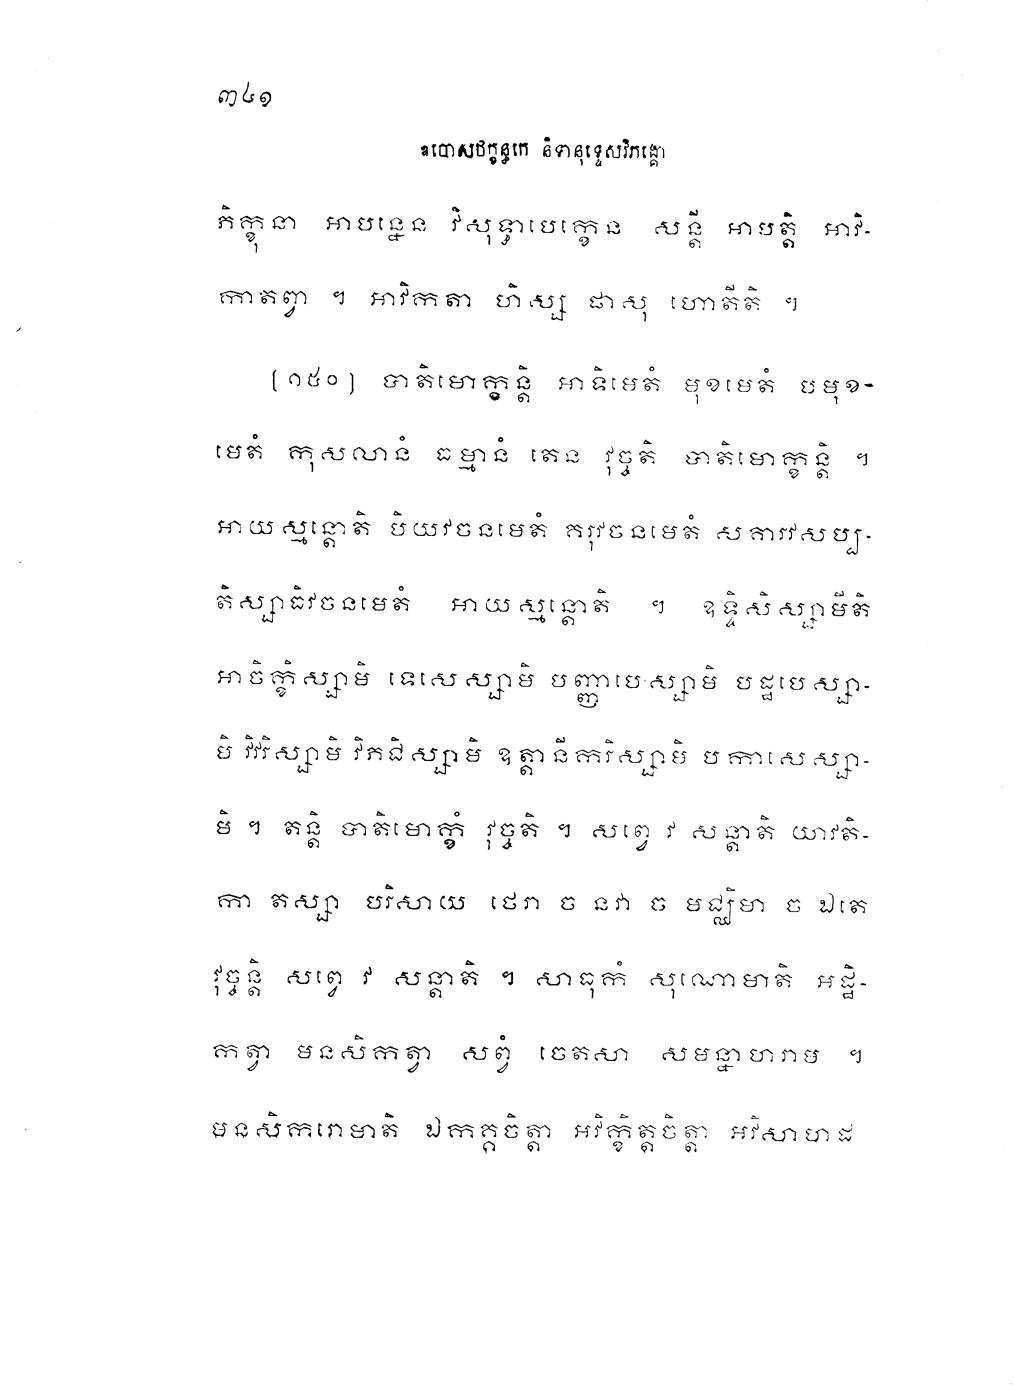 ៣៤១
ឧបោសថក្ខន្ធកេ និទានុទ្ទេសវិភង្គោ
ភិក្ខុនា អាបន្នេន វិសុទ្ធាបេក្ខេន សន្តី អាបត្តិ អាវិ-
កាតព្វា ។ អាវិកតា ហិស្ស ផាសុ ហោតីតិ ។
(១៥០) បាតិមោក្ខន្តិ អាទិមេតំ មុខមេតំ បមុខ-
មេតំ កុសលានំ ធម្មានំ តេន វុច្ចតិ បាតិមោក្ខន្តិ ។
អាយស្មន្តោតិ បិយវចនមេតំ គរុវចនមេតំ សគារវសប្ប-
តិស្សាធិវចនមេតំ អាយស្មន្តោតិ ។ ឧទ្ទិសិស្សាមីតិ
អាចិក្ខិស្សាមិ ទេសេស្សាមិ បញ្ញាបេស្សាមិ បដ្ឋបេស្សា-
មិ វិវរិស្សាមិ វិភជិស្សាមិ ឧត្តានីករិស្សាមិ បកាសេស្សា-
មិ ។ តន្តិ បាតិមោក្ខំ វុច្ចតិ ។ សព្វេ វ សន្តាតិ យាវតិ-
កា តស្សា បរិសាយ ថេរា ច នវា ច មជ្ឈិមា ច ឯតេ
វុច្ចន្តិ សព្វេ វ សន្តាតិ ។ សាធុកំ សុណោមាតិ អដ្ឋិ-
កត្វា មនសិកត្វា សព្វំ ចេតសា សមន្នាហរាម ។
មនសិករោមាតិ ឯកគ្គចិត្តា អវិក្ខិត្តចិត្តា អវិសាហដ